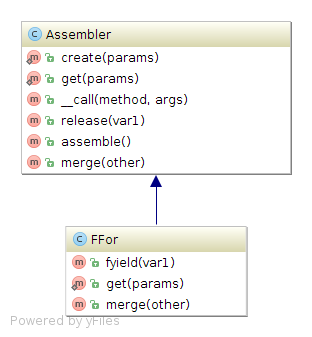 C Assembler
m create(params)
m get(params)
m __call(method, args)
m release(var1)
m assemble()
m merge(other)
C FFor
m fyield(var1)
m get(params)
m merge(other)
Powered by yFiles